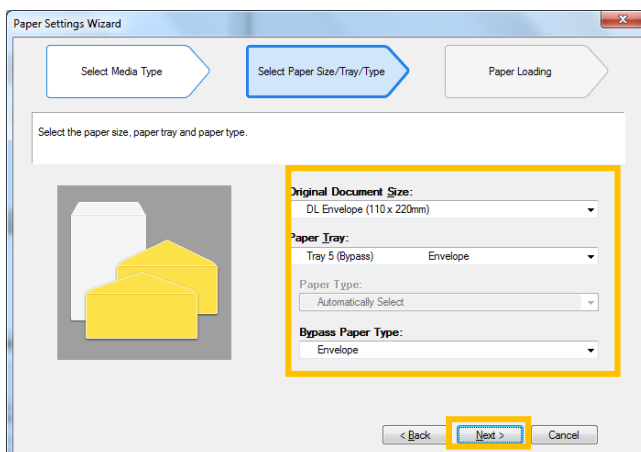 Paper Settings Wizard
Select Media Type
Select Paper Size/Tray/Type
Paper Loading
Select the paper size, paper tray and paper type.
Original Document Size:
DL Envelope (110 x 220mm)
Paper Tray:
Tray 5 (Bypass) Envelope
Paper Type:
Automatically Select
Bypass Paper Type:
Envelope
< Back Next > Cancel